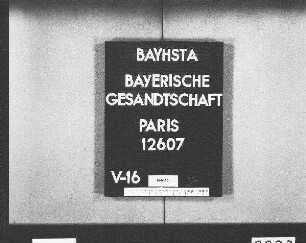 BAYHSTA
BAYERISCHE
GESANDTSCHAFT
PARIS
12607
V-16